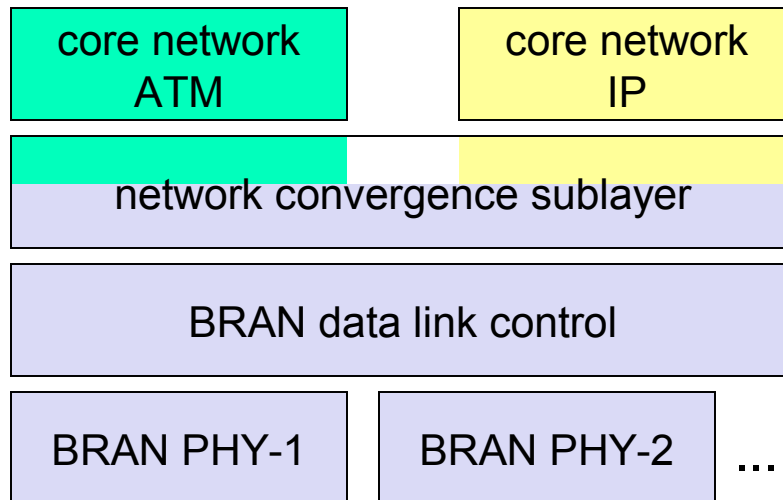 core network
ATM
core network
IP
network convergence sublayer
BRAN data link control
BRAN PHY-1
BRAN PHY-2
...